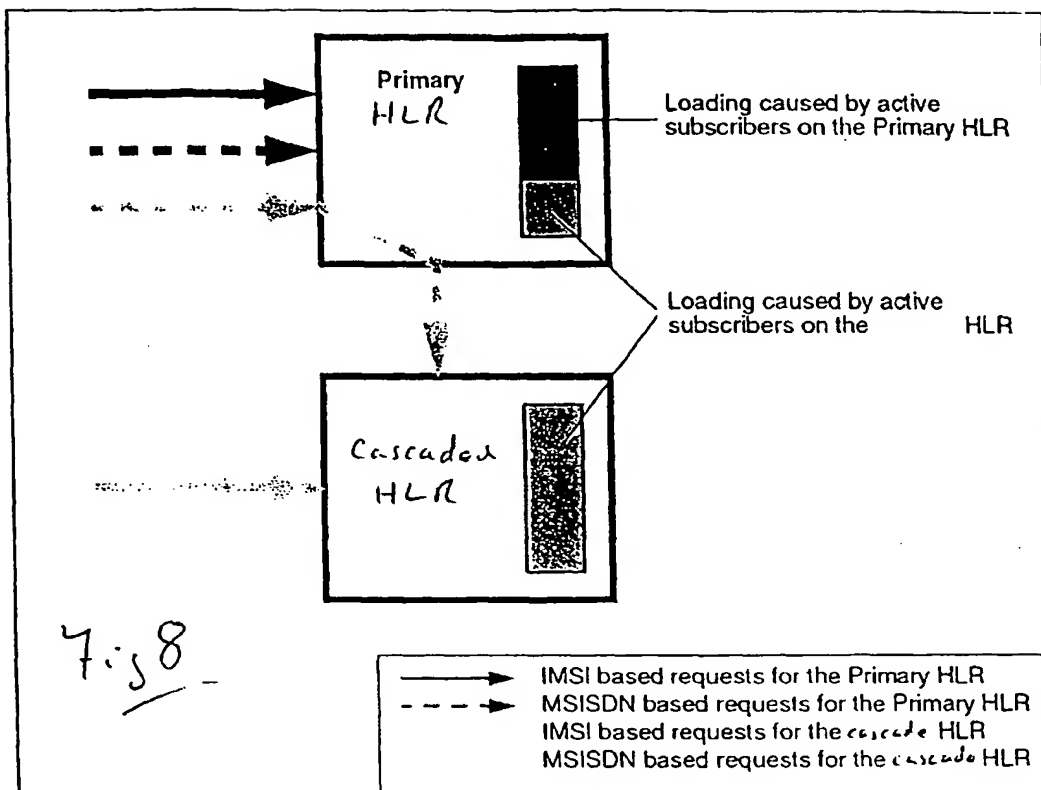 Primary
HLR
Loading caused by active
subscribers on the Primary HLR
Loading caused by active
subscribers on the HLR
Cascaded
HLR
Fig 8
IMSI based requests for the Primary HLR
MSISDN based requests for the Primary HLR
IMSI based requests for the cascade HLR
MSISDN based requests for the cascade HLR